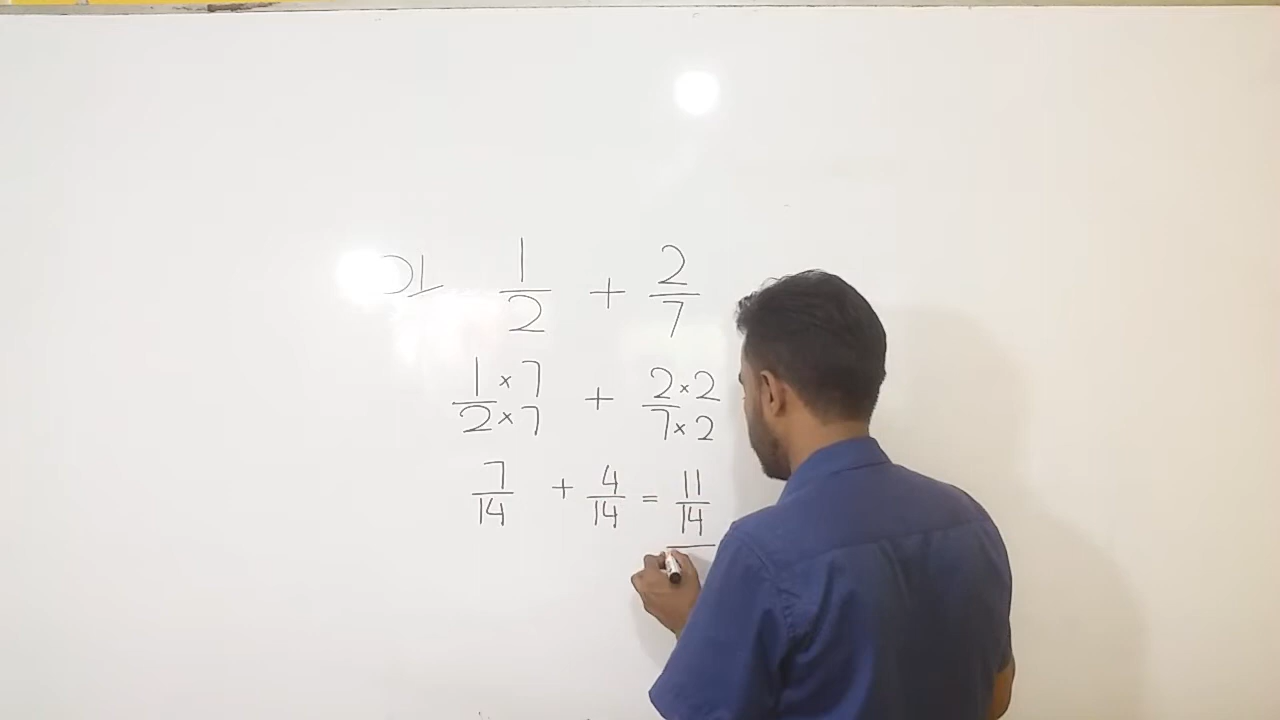 1/2 + 2/7
1×7/2×7 + 2×2/7×2
7/14 + 4/14 = 11/14